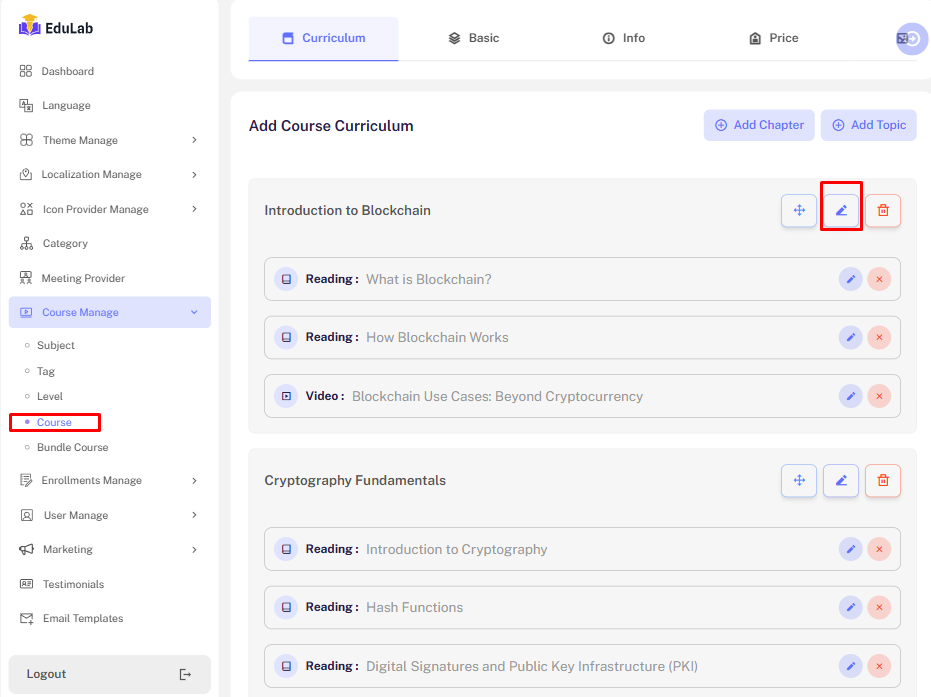 EduLab
Dashboard
Language
Theme Manage
Localization Manage
Icon Provider Manage
Category
Meeting Provider
Course Manage
Subject
Tag
Level
Course
Bundle Course
Enrollments Manage
User Manage
Marketing
Testimonials
Email Templates
Logout
Curriculum
Basic
Info
Price
Add Course Curriculum
Add Chapter
Add Topic
Introduction to Blockchain
Reading : What is Blockchain?
Reading : How Blockchain Works
Video : Blockchain Use Cases: Beyond Cryptocurrency
Cryptography Fundamentals
Reading : Introduction to Cryptography
Reading : Hash Functions
Reading : Digital Signatures and Public Key Infrastructure (PKI)